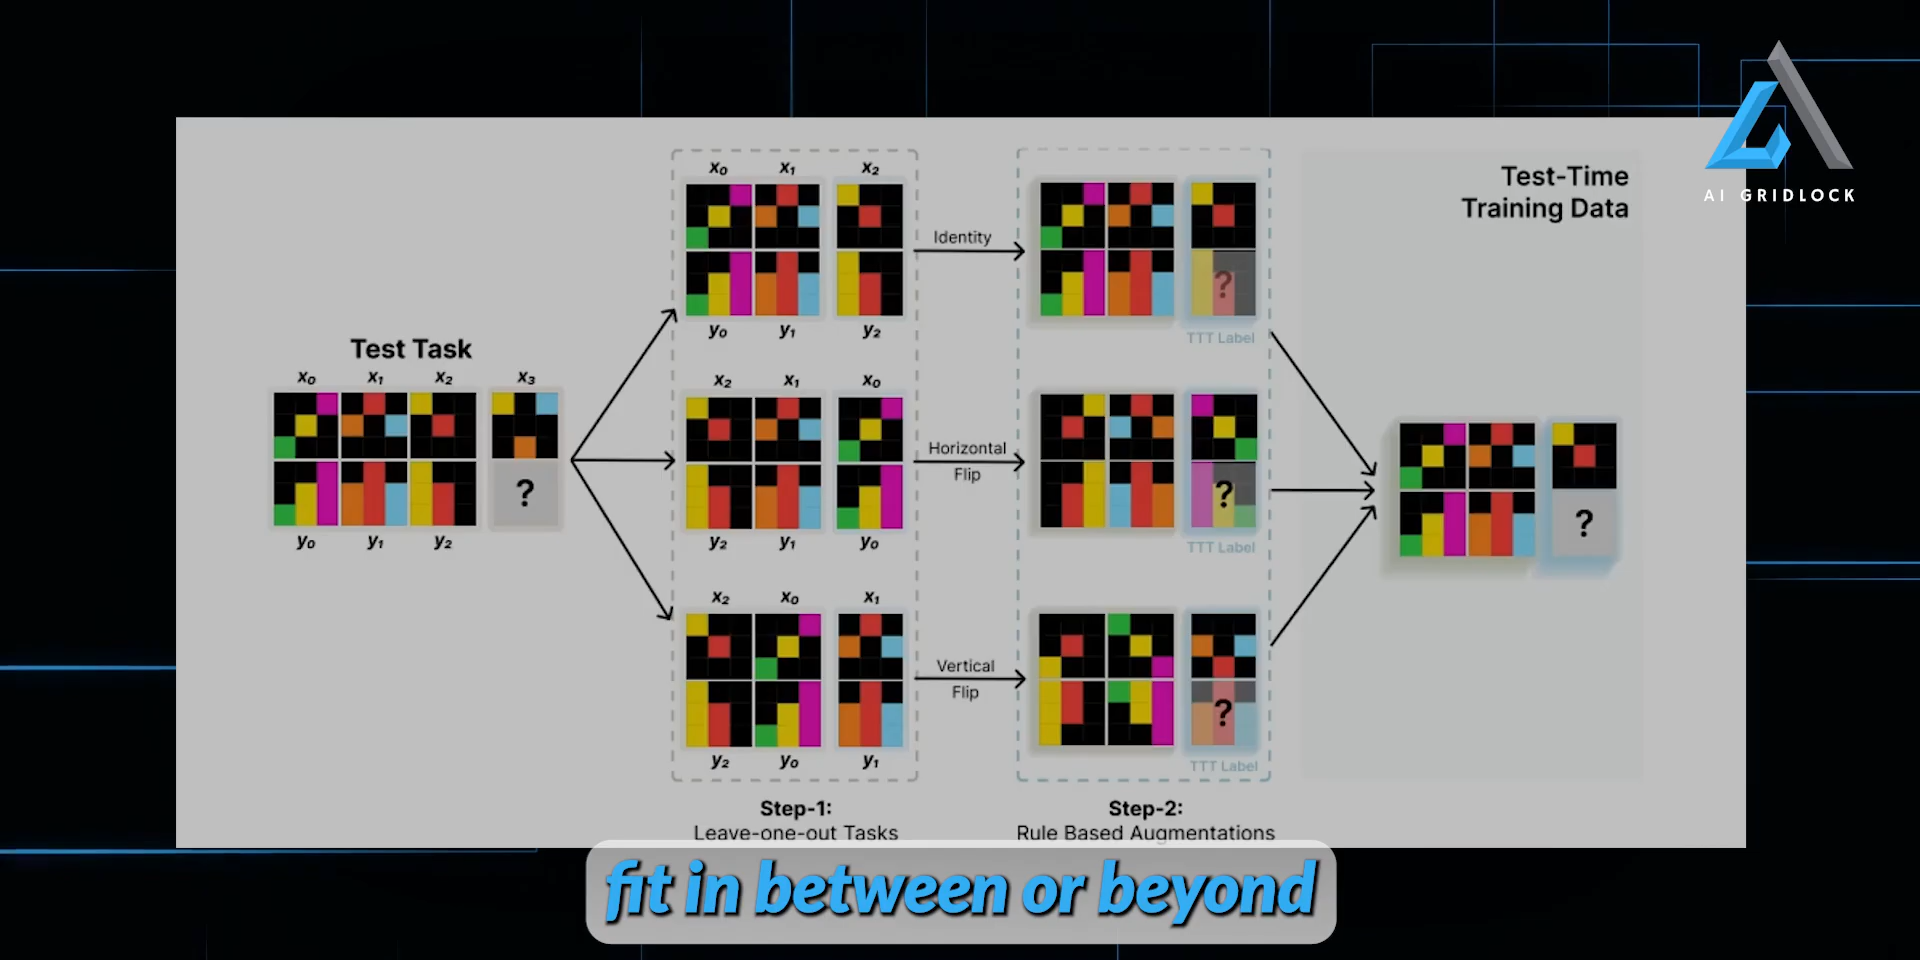 AI GRIDLOCK
Test-Time
Training Data
Test Task
x₀ x₁ x₂ x₃
?
y₀ y₁ y₂
x₀ x₁ x₂
y₀ y₁ y₂
Identity
?
TTT Label
x₂ x₁ x₀
y₂ y₁ y₀
Horizontal
Flip
?
TTT Label
x₂ x₀ x₁
y₂ y₀ y₁
Vertical
Flip
?
TTT Label
?
Step-1:
Leave-one-out Tasks
Step-2:
Rule Based Augmentations
fit in between or beyond